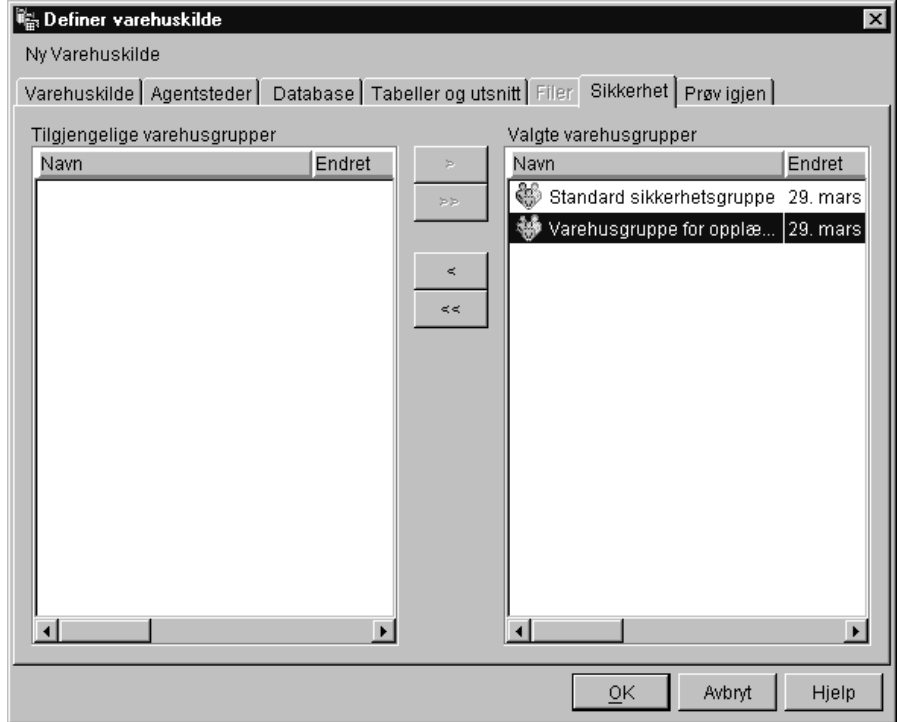 Definer varehuskilde
Ny Varehuskilde
Varehuskilde Agentsteder Database Tabeller og utsnitt Filer Sikkerhet Prøv igjen
Tilgjengelige varehusgrupper
Navn Endret
>
>>
<
<<
Valgte varehusgrupper
Navn Endret
Standard sikkerhetsgruppe 29. mars
Varehusgruppe for opplæ... 29. mars
OK Avbryt Hjelp